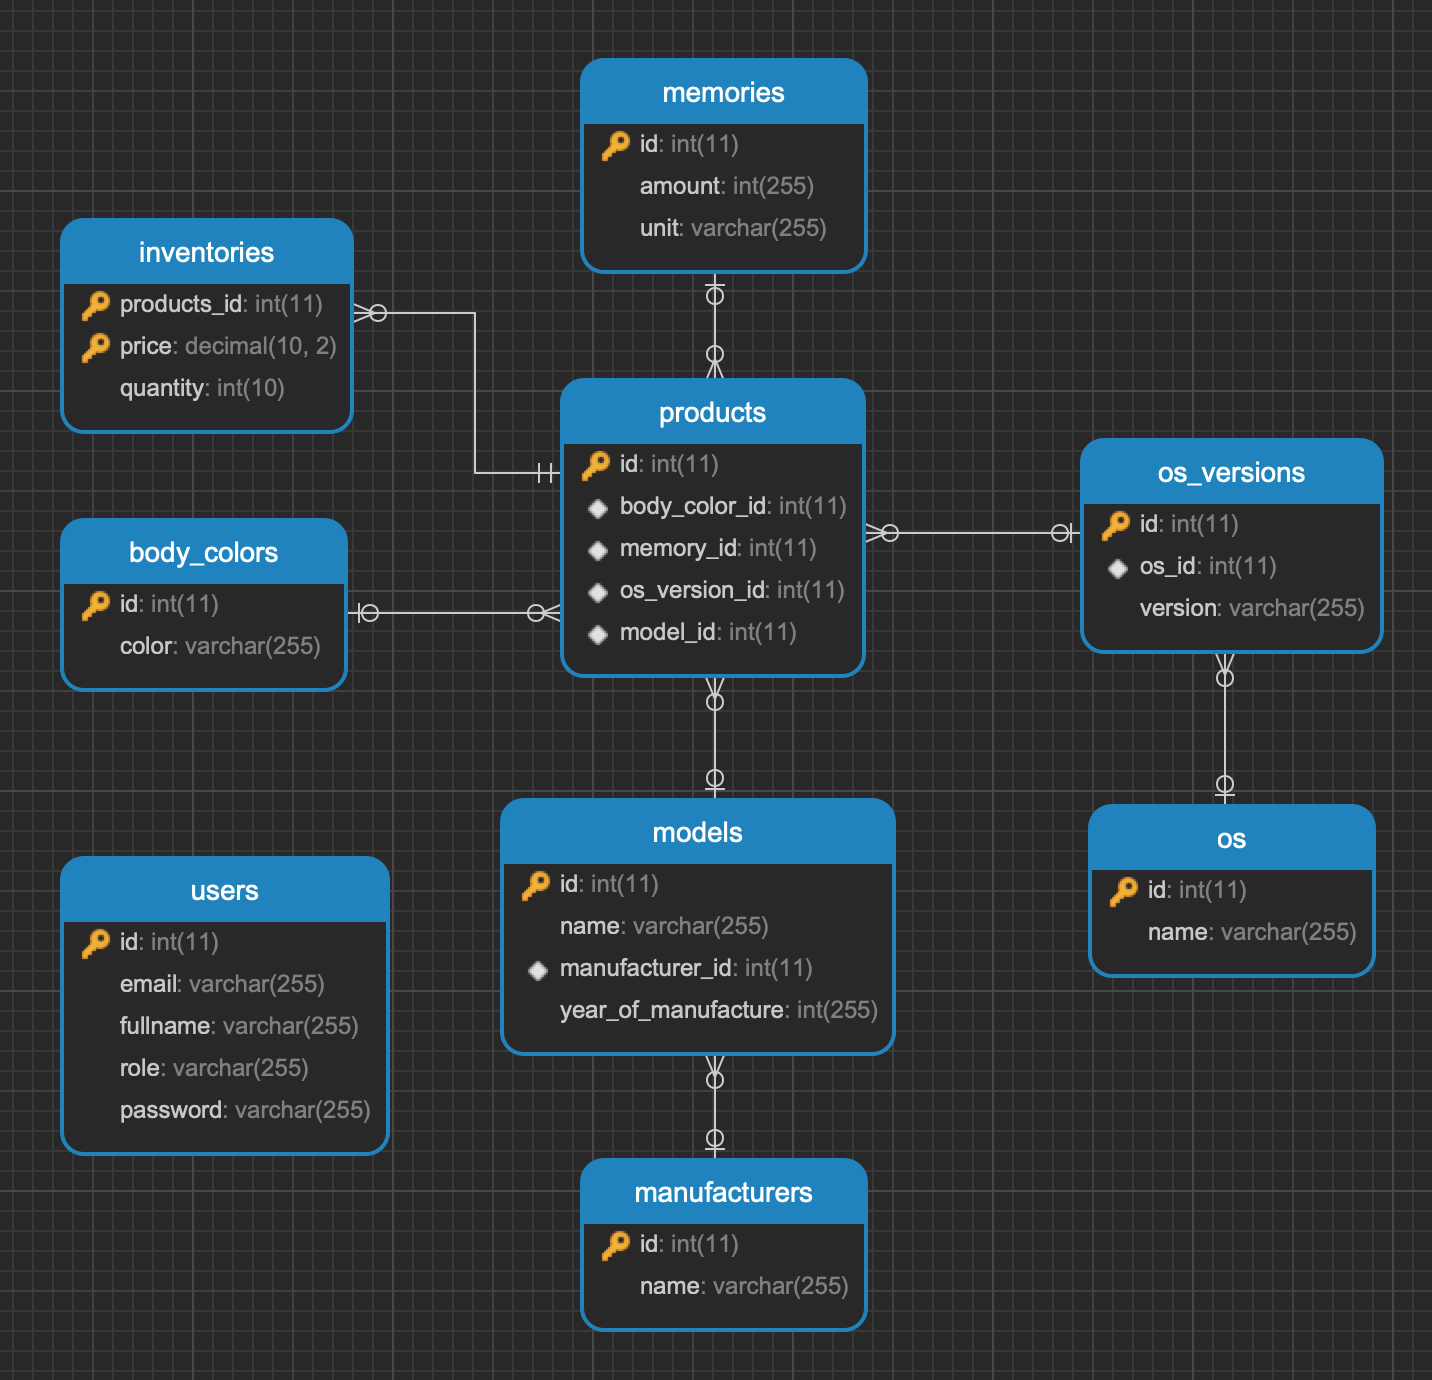 memories
id: int(11)
amount: int(255)
unit: varchar(255)
inventories
products_id: int(11)
price: decimal(10, 2)
quantity: int(10)
products
id: int(11)
body_color_id: int(11)
memory_id: int(11)
os_version_id: int(11)
model_id: int(11)
os_versions
id: int(11)
os_id: int(11)
version: varchar(255)
body_colors
id: int(11)
color: varchar(255)
models
id: int(11)
name: varchar(255)
manufacturer_id: int(11)
year_of_manufacture: int(255)
os
id: int(11)
name: varchar(255)
users
id: int(11)
email: varchar(255)
fullname: varchar(255)
role: varchar(255)
password: varchar(255)
manufacturers
id: int(11)
name: varchar(255)